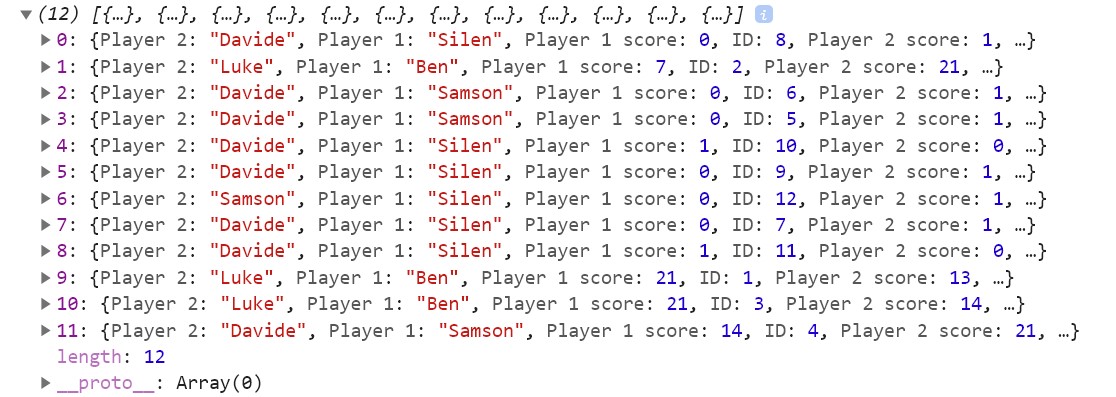 ▼(12) [{…}, {…}, {…}, {…}, {…}, {…}, {…}, {…}, {…}, {…}, {…}, {…}] i
▶0: {Player 2: "Davide", Player 1: "Silen", Player 1 score: 0, ID: 8, Player 2 score: 1, …}
▶1: {Player 2: "Luke", Player 1: "Ben", Player 1 score: 7, ID: 2, Player 2 score: 21, …}
▶2: {Player 2: "Davide", Player 1: "Samson", Player 1 score: 0, ID: 6, Player 2 score: 1, …}
▶3: {Player 2: "Davide", Player 1: "Samson", Player 1 score: 0, ID: 5, Player 2 score: 1, …}
▶4: {Player 2: "Davide", Player 1: "Silen", Player 1 score: 1, ID: 10, Player 2 score: 0, …}
▶5: {Player 2: "Davide", Player 1: "Silen", Player 1 score: 0, ID: 9, Player 2 score: 1, …}
▶6: {Player 2: "Samson", Player 1: "Silen", Player 1 score: 0, ID: 12, Player 2 score: 1, …}
▶7: {Player 2: "Davide", Player 1: "Silen", Player 1 score: 0, ID: 7, Player 2 score: 1, …}
▶8: {Player 2: "Davide", Player 1: "Silen", Player 1 score: 1, ID: 11, Player 2 score: 0, …}
▶9: {Player 2: "Luke", Player 1: "Ben", Player 1 score: 21, ID: 1, Player 2 score: 13, …}
▶10: {Player 2: "Luke", Player 1: "Ben", Player 1 score: 21, ID: 3, Player 2 score: 14, …}
▶11: {Player 2: "Davide", Player 1: "Samson", Player 1 score: 14, ID: 4, Player 2 score: 21, …}
length: 12
▶__proto__: Array(0)